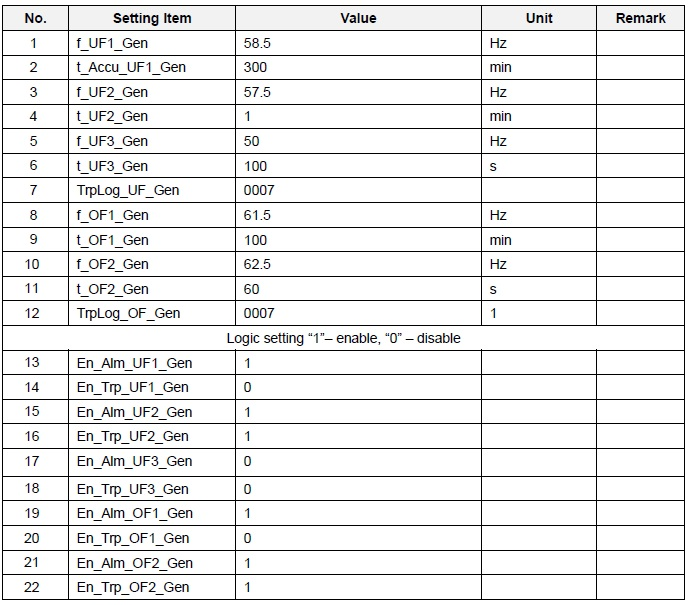 No. Setting Item Value Unit Remark
1 f_UF1_Gen 58.5 Hz
2 t_Accu_UF1_Gen 300 min
3 f_UF2_Gen 57.5 Hz
4 t_UF2_Gen 1 min
5 f_UF3_Gen 50 Hz
6 t_UF3_Gen 100 s
7 TrpLog_UF_Gen 0007
8 f_OF1_Gen 61.5 Hz
9 t_OF1_Gen 100 min
10 f_OF2_Gen 62.5 Hz
11 t_OF2_Gen 60 s
12 TrpLog_OF_Gen 0007 1
Logic setting “1”– enable, “0” – disable
13 En_Alm_UF1_Gen 1
14 En_Trp_UF1_Gen 0
15 En_Alm_UF2_Gen 1
16 En_Trp_UF2_Gen 1
17 En_Alm_UF3_Gen 0
18 En_Trp_UF3_Gen 0
19 En_Alm_OF1_Gen 1
20 En_Trp_OF1_Gen 0
21 En_Alm_OF2_Gen 1
22 En_Trp_OF2_Gen 1